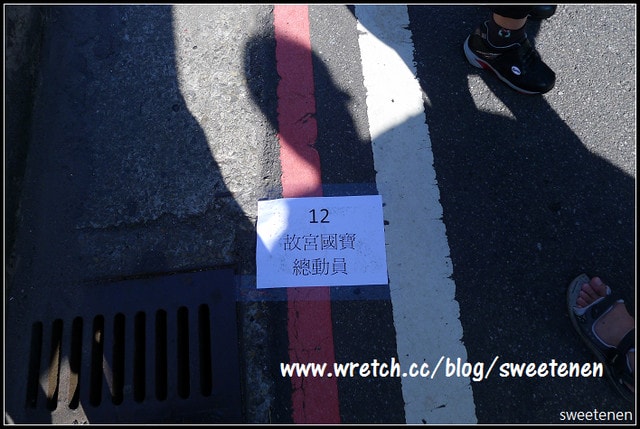 12
故宮國寶
總動員
www.wretch.cc/blog/sweetenen
sweetenen